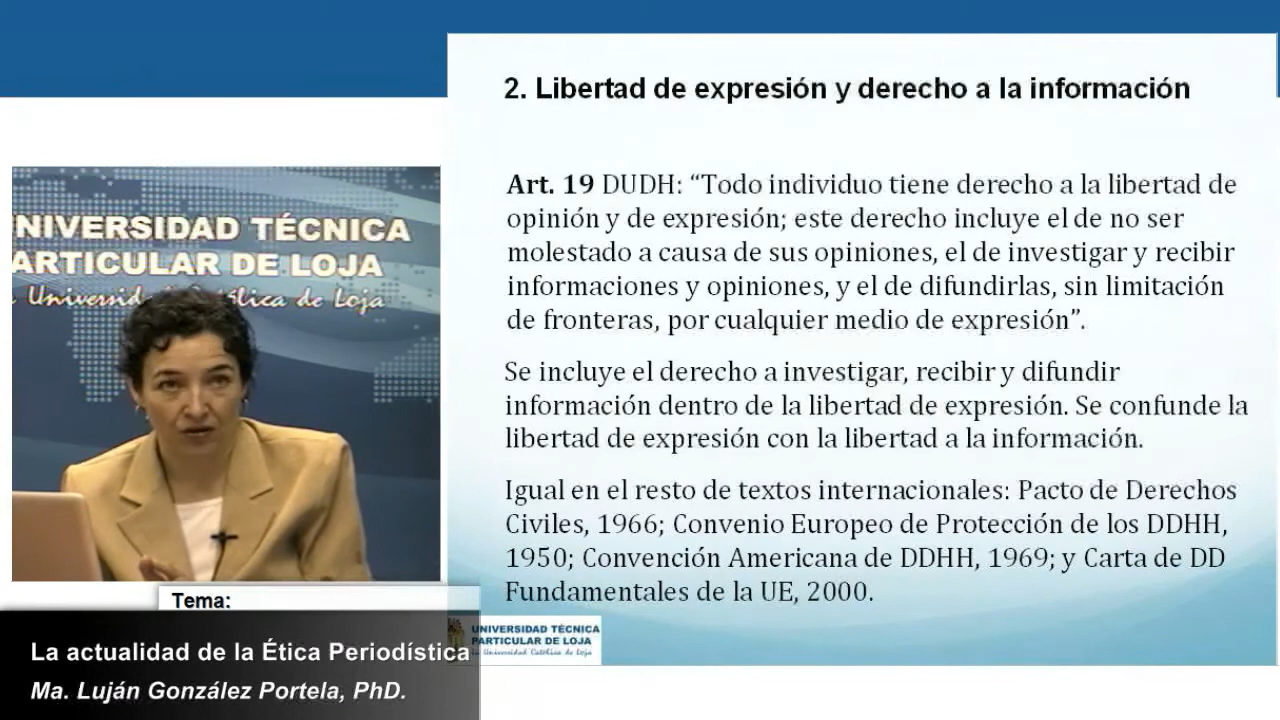 2. Libertad de expresión y derecho a la información
Art. 19 DUDH: “Todo individuo tiene derecho a la libertad de
opinión y de expresión; este derecho incluye el de no ser
molestado a causa de sus opiniones, el de investigar y recibir
informaciones y opiniones, y el de difundirlas, sin limitación
de fronteras, por cualquier medio de expresión”.
Se incluye el derecho a investigar, recibir y difundir
información dentro de la libertad de expresión. Se confunde la
libertad de expresión con la libertad a la información.
Igual en el resto de textos internacionales: Pacto de Derechos
Civiles, 1966; Convenio Europeo de Protección de los DDHH,
1950; Convención Americana de DDHH, 1969; y Carta de DD
Fundamentales de la UE, 2000.
NIVERSIDAD TÉCNICA
ARTICULAR DE LOJA
Universid lica de Loja
Tema:
La actualidad de la Ética Periodística
Ma. Luján González Portela, PhD.
UNIVERSIDAD TÉCNICA
PARTICULAR DE LOJA
La Universidad Católica de Loja